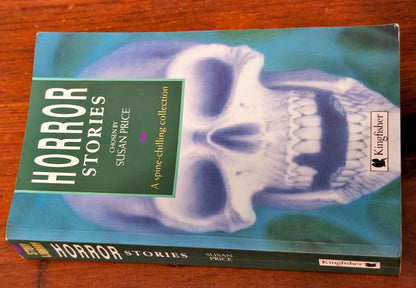 HORROR
STORIES
CHOSEN BY
SUSAN PRICE
A spine-chilling collection
Kingfisher
HORROR STORIES
SUSAN
PRICE
Kingfisher